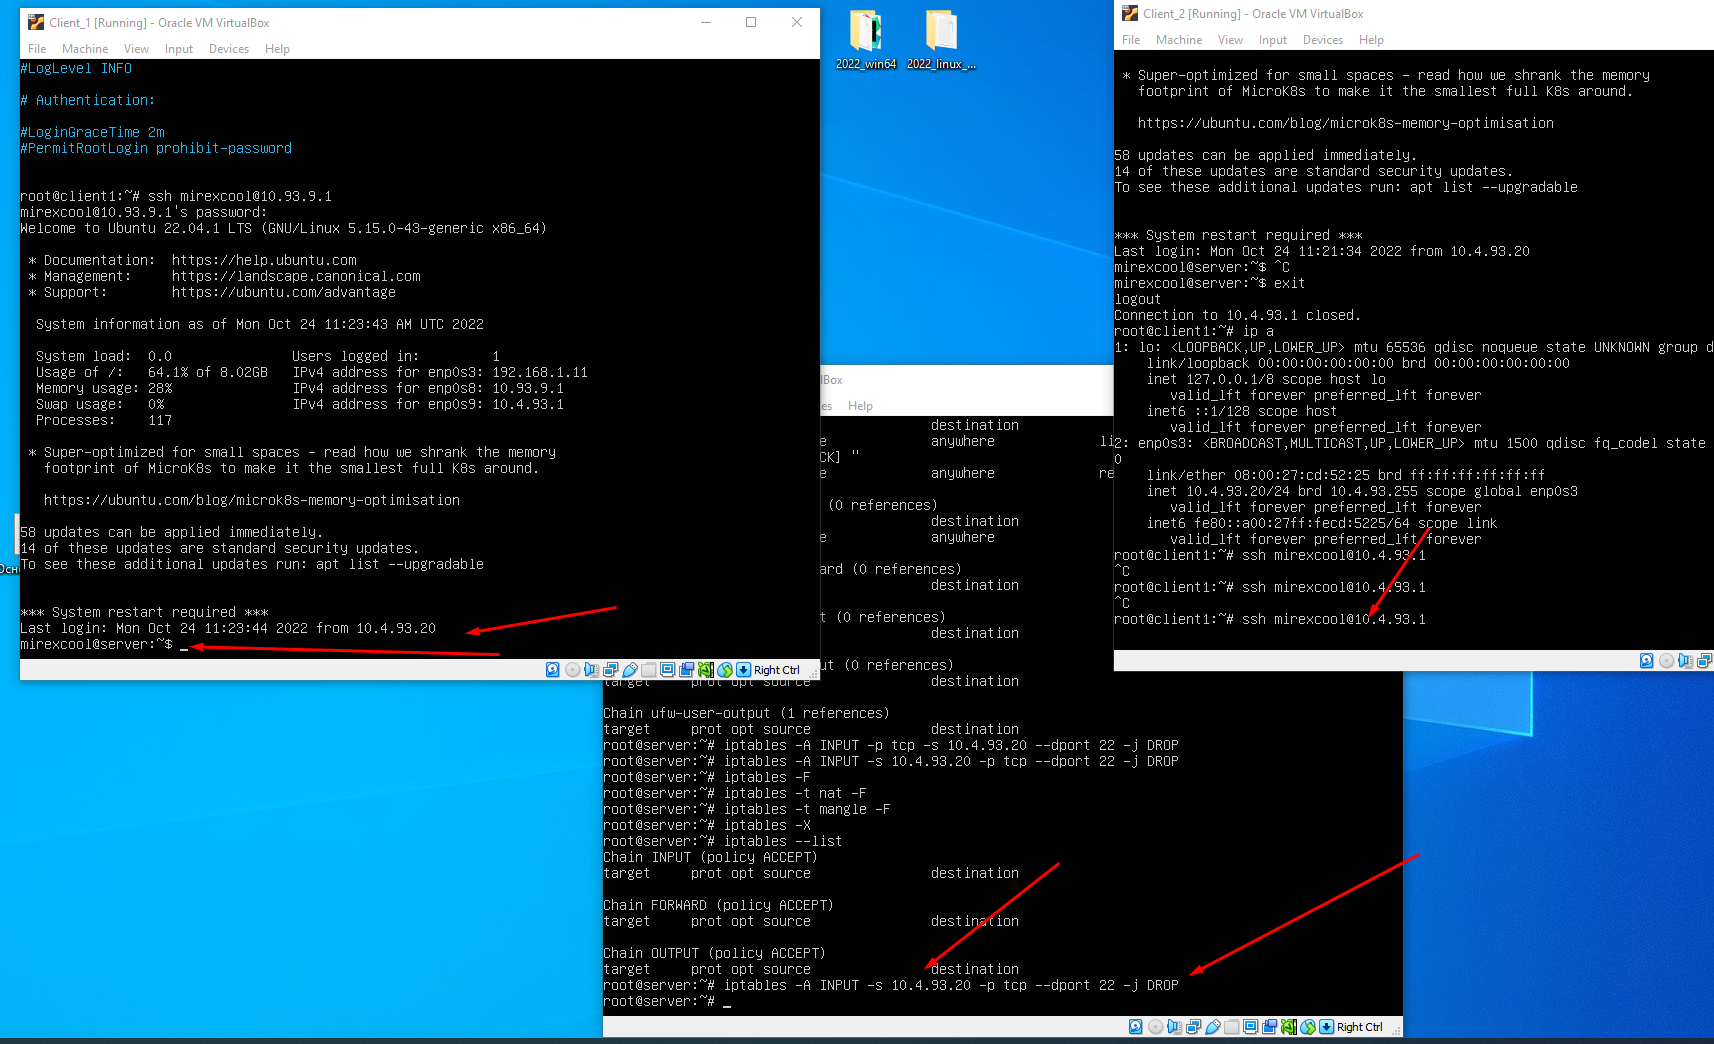 Client_1 [Running] - Oracle VM VirtualBox
File Machine View Input Devices Help
#LogLevel INFO
# Authentication:
#LoginGraceTime 2m
#PermitRootLogin prohibit-password
root@client1:~# ssh mirexcool@10.93.9.1
mirexcool@10.93.9.1's password:
Welcome to Ubuntu 22.04.1 LTS (GNU/Linux 5.15.0-43-generic x86_64)
* Documentation:  https://help.ubuntu.com
* Management:     https://landscape.canonical.com
* Support:        https://ubuntu.com/advantage
System information as of Mon Oct 24 11:23:43 AM UTC 2022
System load:  0.0               Users logged in:         1
Usage of /:   64.1% of 8.02GB   IPv4 address for enp0s3: 192.168.1.11
Memory usage: 28%               IPv4 address for enp0s8: 10.93.9.1
Swap usage:   0%                IPv4 address for enp0s9: 10.4.93.1
Processes:    117
* Super-optimized for small spaces - read how we shrank the memory
footprint of MicroK8s to make it the smallest full K8s around.
https://ubuntu.com/blog/microk8s-memory-optimisation
58 updates can be applied immediately.
14 of these updates are standard security updates.
To see these additional updates run: apt list --upgradable
*** System restart required ***
Last login: Mon Oct 24 11:23:44 2022 from 10.4.93.20
mirexcool@server:~$ _
Right Ctrl
2022_win64
2022_linux_...
Осн
Client_2 [Running] - Oracle VM VirtualBox
File Machine View Input Devices Help
* Super-optimized for small spaces - read how we shrank the memory
footprint of MicroK8s to make it the smallest full K8s around.
https://ubuntu.com/blog/microk8s-memory-optimisation
58 updates can be applied immediately.
14 of these updates are standard security updates.
To see these additional updates run: apt list --upgradable
*** System restart required ***
Last login: Mon Oct 24 11:21:34 2022 from 10.4.93.20
mirexcool@server:~$ ^C
mirexcool@server:~$ exit
logout
Connection to 10.4.93.1 closed.
root@client1:~# ip a
1: lo: <LOOPBACK,UP,LOWER_UP> mtu 65536 qdisc noqueue state UNKNOWN group d
link/loopback 00:00:00:00:00:00 brd 00:00:00:00:00:00
inet 127.0.0.1/8 scope host lo
valid_lft forever preferred_lft forever
inet6 ::1/128 scope host
valid_lft forever preferred_lft forever
2: enp0s3: <BROADCAST,MULTICAST,UP,LOWER_UP> mtu 1500 qdisc fq_codel state
0
link/ether 08:00:27:cd:52:25 brd ff:ff:ff:ff:ff:ff
inet 10.4.93.20/24 brd 10.4.93.255 scope global enp0s3
valid_lft forever preferred_lft forever
inet6 fe80::a00:27ff:fecd:5225/64 scope link
valid_lft forever preferred_lft forever
root@client1:~# ssh mirexcool@10.4.93.1
^C
root@client1:~# ssh mirexcool@10.4.93.1
^C
root@client1:~# ssh mirexcool@10.4.93.1
alBox
es Help
destination
e anywhere li
CK] "
e anywhere re
(0 references)
destination
e anywhere
ard (0 references)
destination
t (0 references)
destination
ut (0 references)
target     prot opt source               destination
Chain ufw-user-output (1 references)
target     prot opt source               destination
root@server:~# iptables -A INPUT -p tcp -s 10.4.93.20 --dport 22 -j DROP
root@server:~# iptables -A INPUT -s 10.4.93.20 -p tcp --dport 22 -j DROP
root@server:~# iptables -F
root@server:~# iptables -t nat -F
root@server:~# iptables -t mangle -F
root@server:~# iptables -X
root@server:~# iptables --list
Chain INPUT (policy ACCEPT)
target     prot opt source               destination
Chain FORWARD (policy ACCEPT)
target     prot opt source               destination
Chain OUTPUT (policy ACCEPT)
target     prot opt source               destination
root@server:~# iptables -A INPUT -s 10.4.93.20 -p tcp --dport 22 -j DROP
root@server:~# _
Right Ctrl